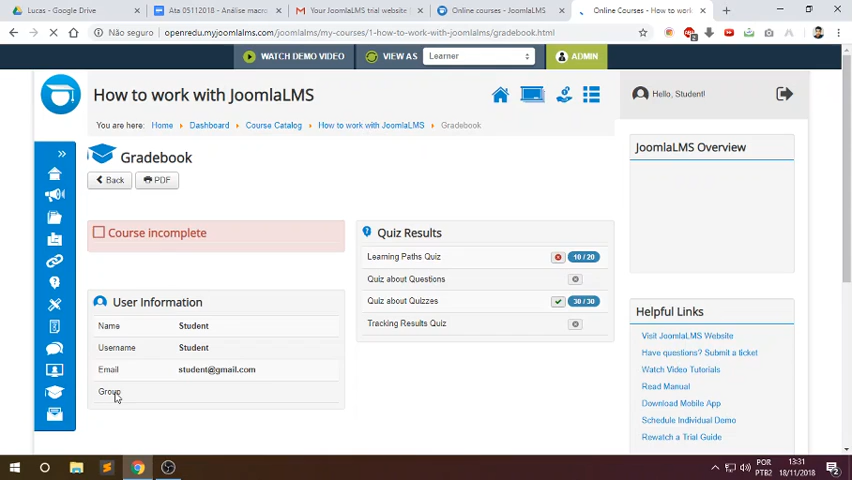 Lucas - Google Drive
Ata 05112018 - Análise macro
Your JoomlaLMS trial website
Online courses - JoomlaLMS
Online Courses - How to work
Não seguro
openredu.myjoomlalms.com/joomlalms/my-courses/1-how-to-work-with-joomlalms/gradebook.html
WATCH DEMO VIDEO
VIEW AS
Learner
ADMIN
How to work with JoomlaLMS
Hello, Student!
You are here: Home Dashboard Course Catalog How to work with JoomlaLMS Gradebook
Gradebook
Back
PDF
JoomlaLMS Overview
Course incomplete
Quiz Results
Learning Paths Quiz 10 / 20
Quiz about Questions
Quiz about Quizzes 30 / 30
Tracking Results Quiz
User Information
Name Student
Username Student
Email student@gmail.com
Group
Helpful Links
Visit JoomlaLMS Website
Have questions? Submit a ticket
Watch Video Tutorials
Read Manual
Download Mobile App
Schedule Individual Demo
Rewatch a Trial Guide
POR
PTB2
13:31
18/11/2018
2